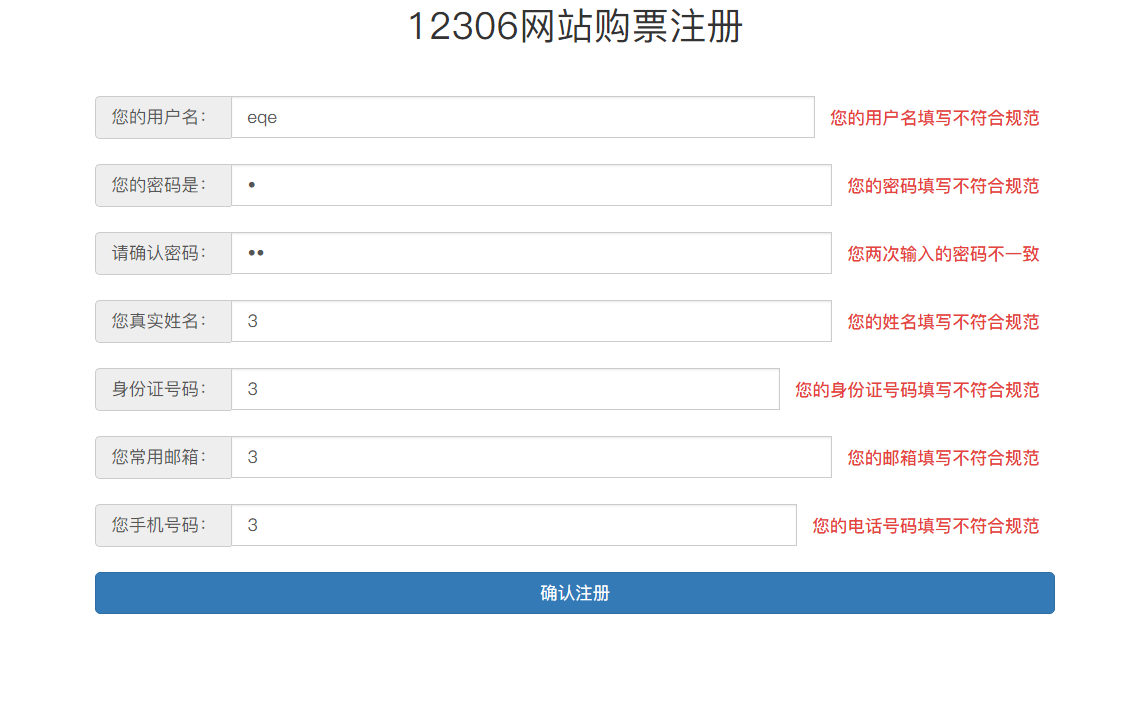 12306网站购票注册
您的用户名： eqe 您的用户名填写不符合规范
您的密码是： • 您的密码填写不符合规范
请确认密码： •• 您两次输入的密码不一致
您真实姓名： 3 您的姓名填写不符合规范
身份证号码： 3 您的身份证号码填写不符合规范
您常用邮箱： 3 您的邮箱填写不符合规范
您手机号码： 3 您的电话号码填写不符合规范
确认注册